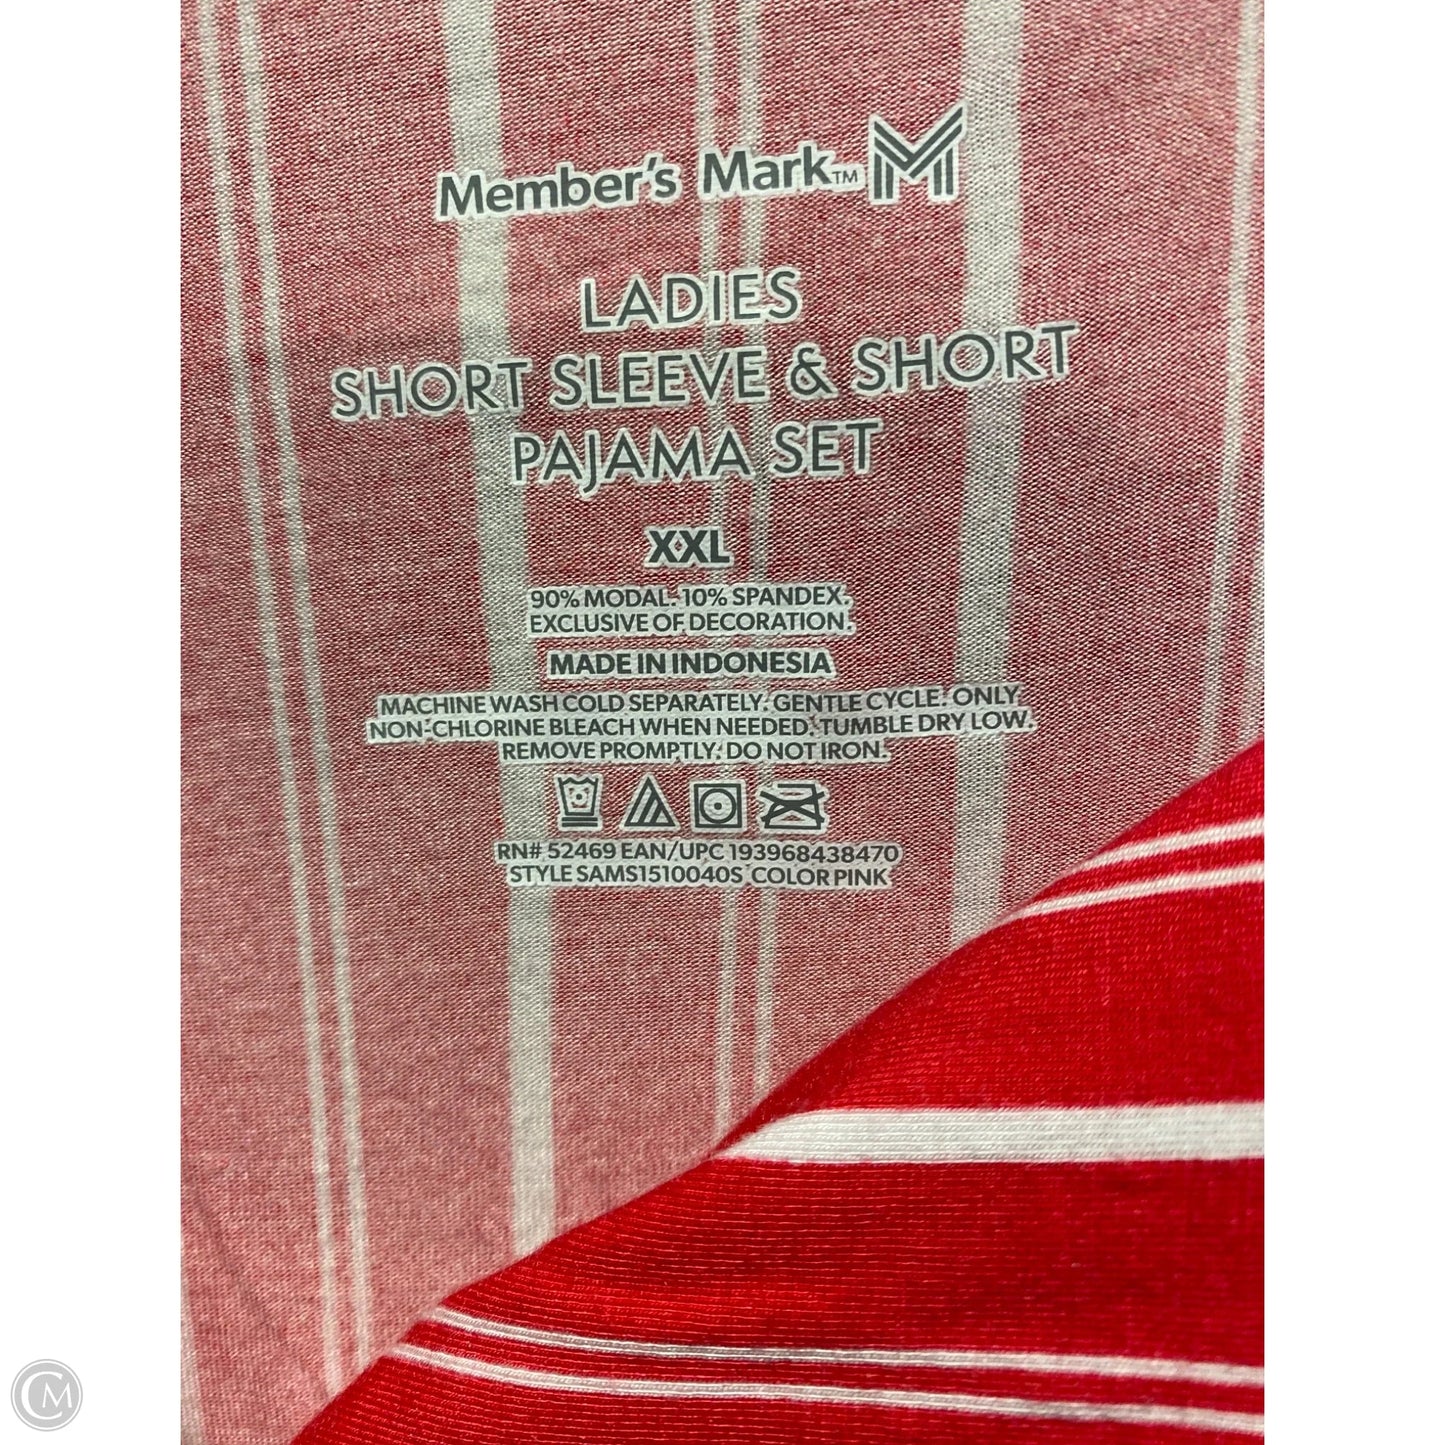 Member's Mark™ M
LADIES
SHORT SLEEVE & SHORT
PAJAMA SET
XXL
90% MODAL. 10% SPANDEX.
EXCLUSIVE OF DECORATION.
MADE IN INDONESIA
MACHINE WASH COLD SEPARATELY. GENTLE CYCLE. ONLY
NON-CHLORINE BLEACH WHEN NEEDED. TUMBLE DRY LOW.
REMOVE PROMPTLY. DO NOT IRON.
RN# 52469 EAN/UPC 193968438470
STYLE SAMS1510040S COLOR PINK
CM